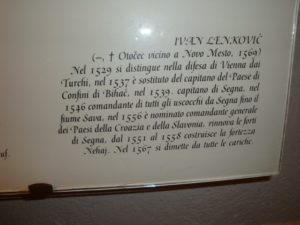 IVAN LENKOVIĆ
(–, † Otočec vicino a Novo Mesto, 1569)
Nel 1529 si distingue nella difesa di Vienna dai
Turchi, nel 1537 è sostituto del capitano del Paese di
Confini di Bihać, nel 1539. capitano di Segna, nel
1546 comandante di tutti gli uscocchi da Segna fino il
fiume Sava, nel 1556 è nominato comandante generale
dei Paesi della Croazia e della Slavonia, rinnova le forti
di Segna, dal 1551 al 1558 costruisce la fortezza
Nehaj. Nel 1567 si dimette da tutte le cariche.
uf.